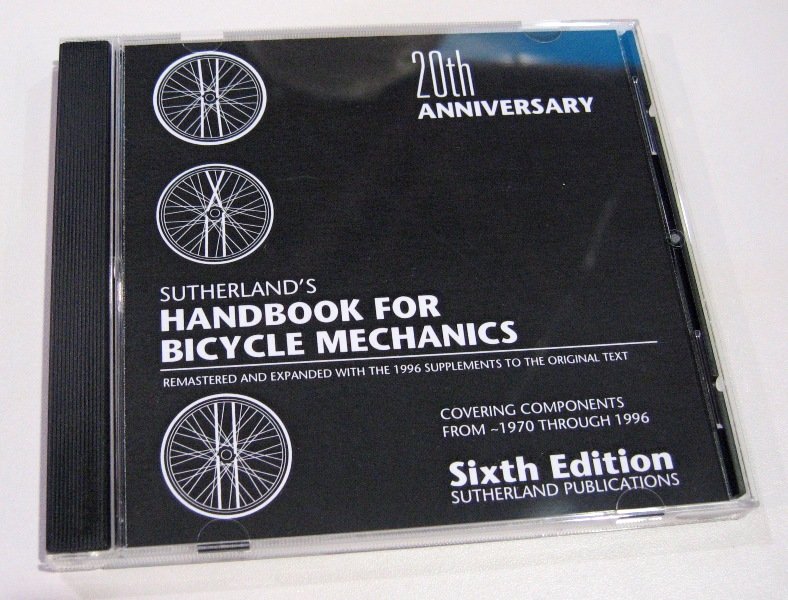 20th
ANNIVERSARY
SUTHERLAND'S
HANDBOOK FOR
BICYCLE MECHANICS
REMASTERED AND EXPANDED WITH THE 1996 SUPPLEMENTS TO THE ORIGINAL TEXT
COVERING COMPONENTS
FROM ~1970 THROUGH 1996
Sixth Edition
SUTHERLAND PUBLICATIONS